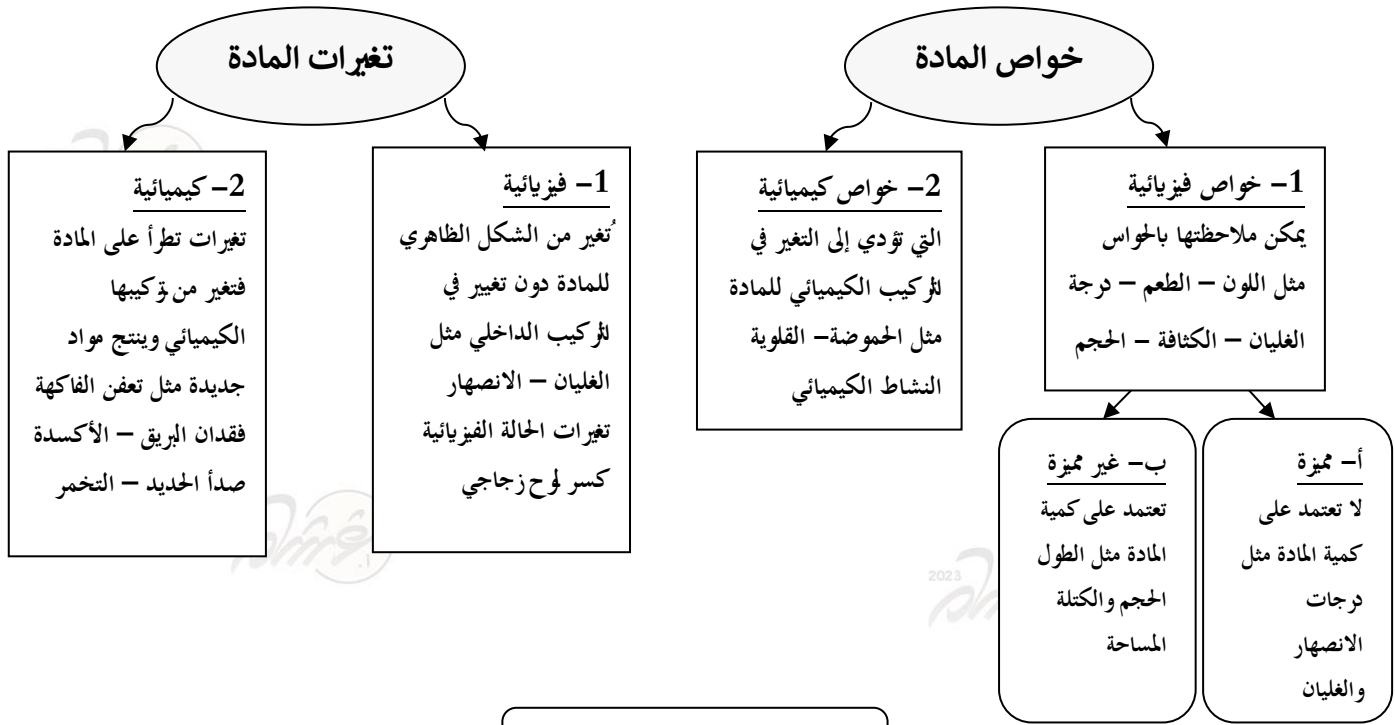 خواص المادة
1– خواص فيزيائية
يمكن ملاحظتها بالحواس
مثل اللون – الطعم – درجة
الغليان – الكثافة – الحجم
أ– مميزة
لا تعتمد على
كمية المادة مثل
درجات
الانصهار
والغليان
ب– غير مميزة
تعتمد على كمية
المادة مثل الطول
الحجم والكتلة
المساحة
2– خواص كيميائية
التي تؤدي إلى التغير في
التركيب الكيميائي للمادة
مثل الحموضة– القلوية
النشاط الكيميائي
تغيرات المادة
1– فيزيائية
تُغير من الشكل الظاهري
للمادة دون تغيير في
التركيب الداخلي مثل
الغليان – الانصهار
تغيرات الحالة الفيزيائية
كسر لوح زجاجي
2– كيميائية
تغيرات تطرأ على المادة
فتغير من تركيبها
الكيميائي وينتج مواد
جديدة مثل تعفن الفاكهة
فقدان البريق – الأكسدة
صدأ الحديد – التخمر
2023